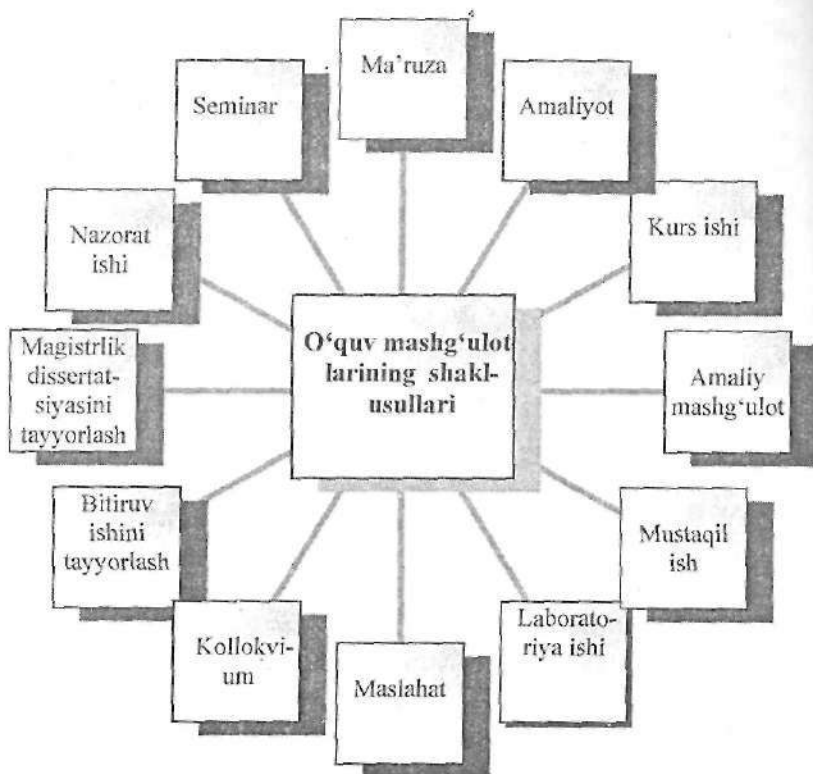 Ma’ruza
Amaliyot
Kurs ishi
Amaliy
mashg‘ulot
Mustaqil
ish
Laborato-
riya ishi
Maslahat
Kollokvi-
um
Bitiruv
ishini
tayyorlash
Magistrlik
dissertat-
siyasini
tayyorlash
Nazorat
ishi
Seminar
O‘quv mashg‘ulot
larining shakl-
usullari